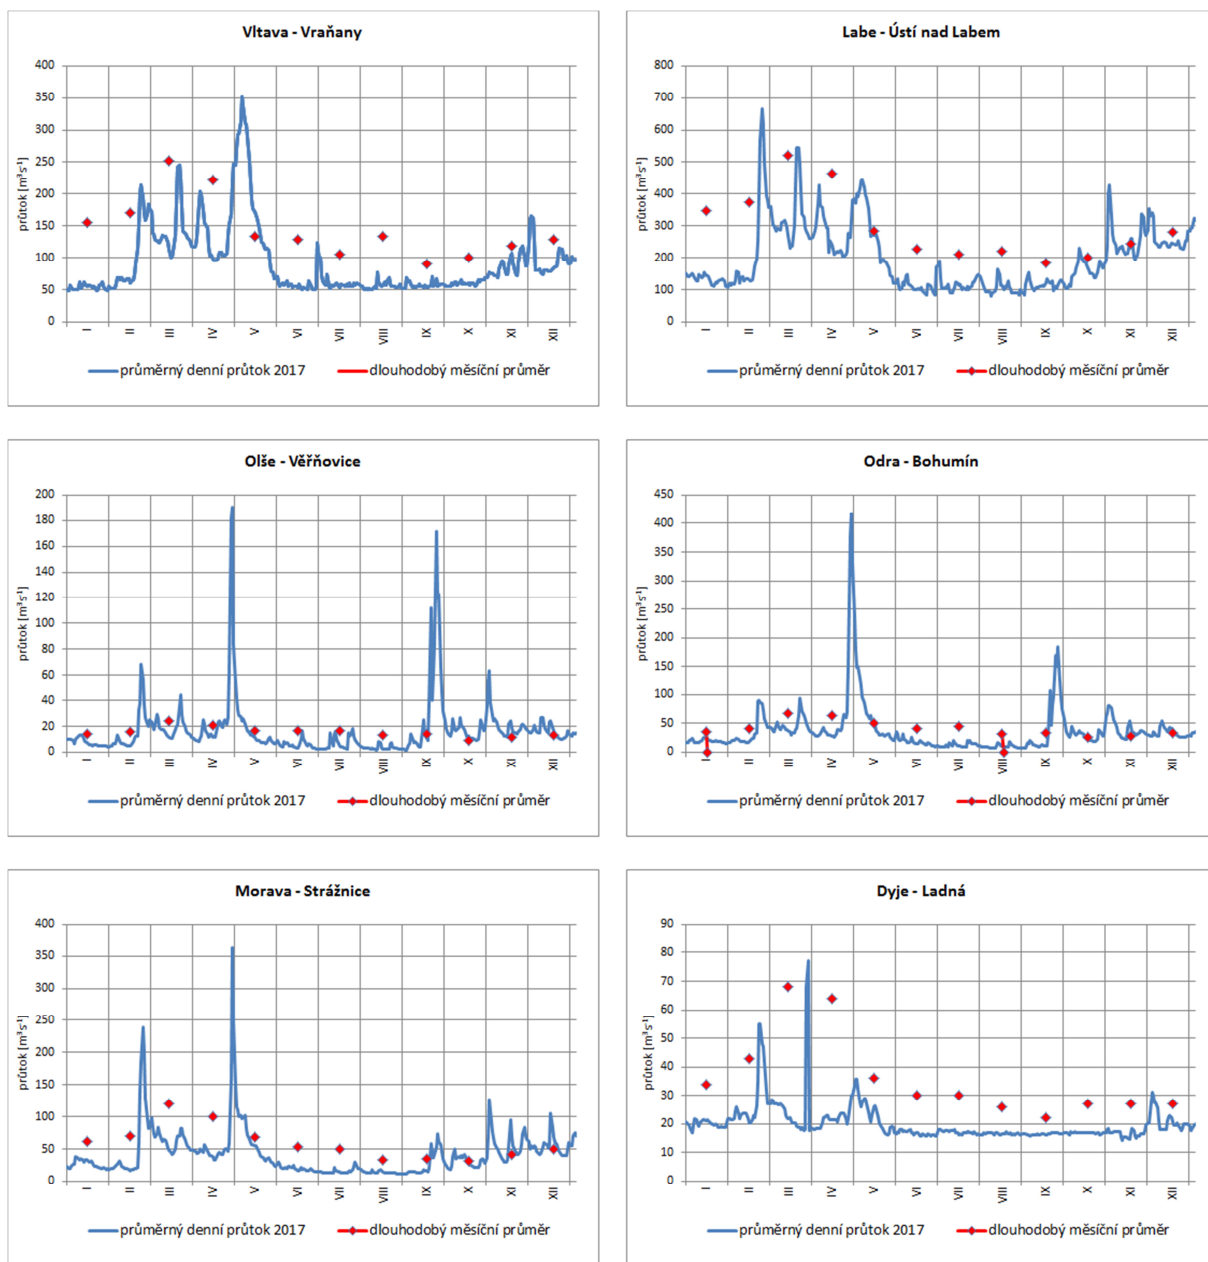 Vltava - Vraňany
400
350
300
250
200
150
100
50
0
průtok [m³s⁻¹]
I II III IV V VI VII VIII IX X XI XII
průměrný denní průtok 2017 dlouhodobý měsíční průměr
Labe - Ústí nad Labem
800
700
600
500
400
300
200
100
0
průtok [m³s⁻¹]
I II III IV V VI VII VIII IX X XI XII
průměrný denní průtok 2017 dlouhodobý měsíční průměr
Olše - Věřňovice
200
180
160
140
120
100
80
60
40
20
0
průtok [m³s⁻¹]
I II III IV V VI VII VIII IX X XI XII
průměrný denní průtok 2017 dlouhodobý měsíční průměr
Odra - Bohumín
450
400
350
300
250
200
150
100
50
0
průtok [m³s⁻¹]
I II III IV V VI VII VIII IX X XI XII
průměrný denní průtok 2017 dlouhodobý měsíční průměr
Morava - Strážnice
400
350
300
250
200
150
100
50
0
průtok [m³s⁻¹]
I II III IV V VI VII VIII IX X XI XII
průměrný denní průtok 2017 dlouhodobý měsíční průměr
Dyje - Ladná
90
80
70
60
50
40
30
20
10
0
průtok [m³s⁻¹]
I II III IV V VI VII VIII IX X XI XII
průměrný denní průtok 2017 dlouhodobý měsíční průměr